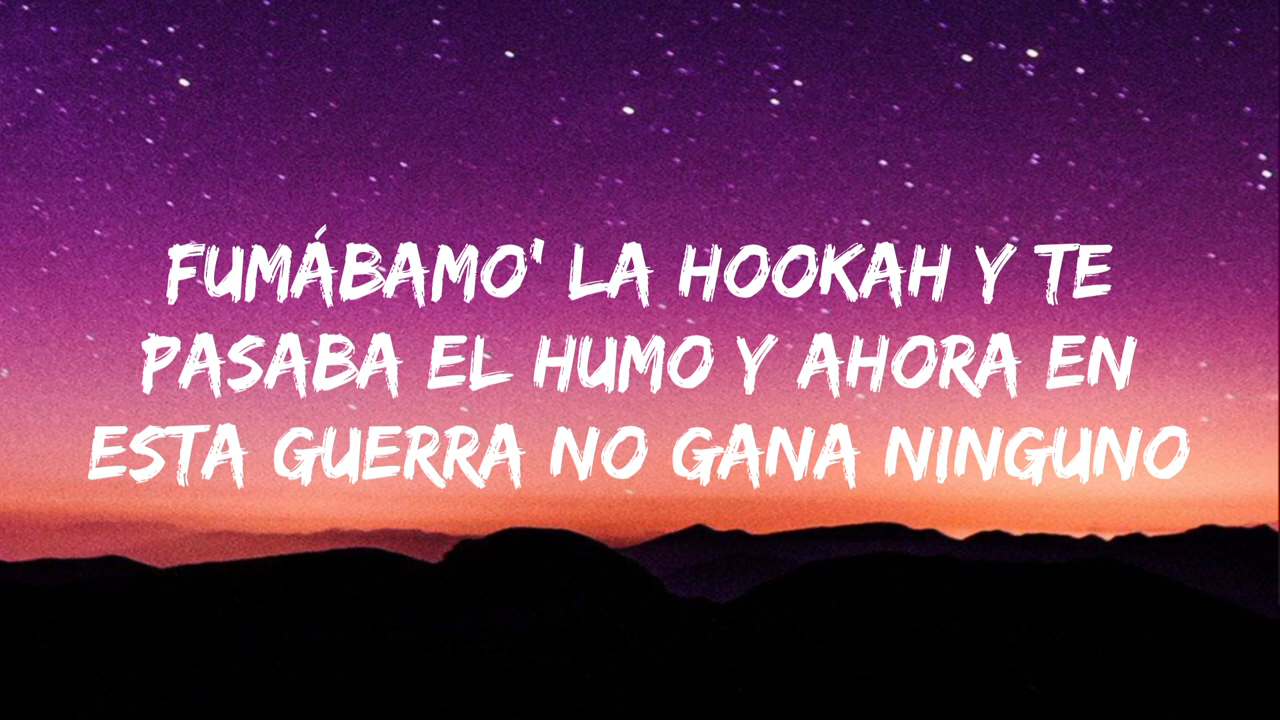 FUMÁBAMO' LA HOOKAH Y TE
PASABA EL HUMO Y AHORA EN
ESTA GUERRA NO GANA NINGUNO